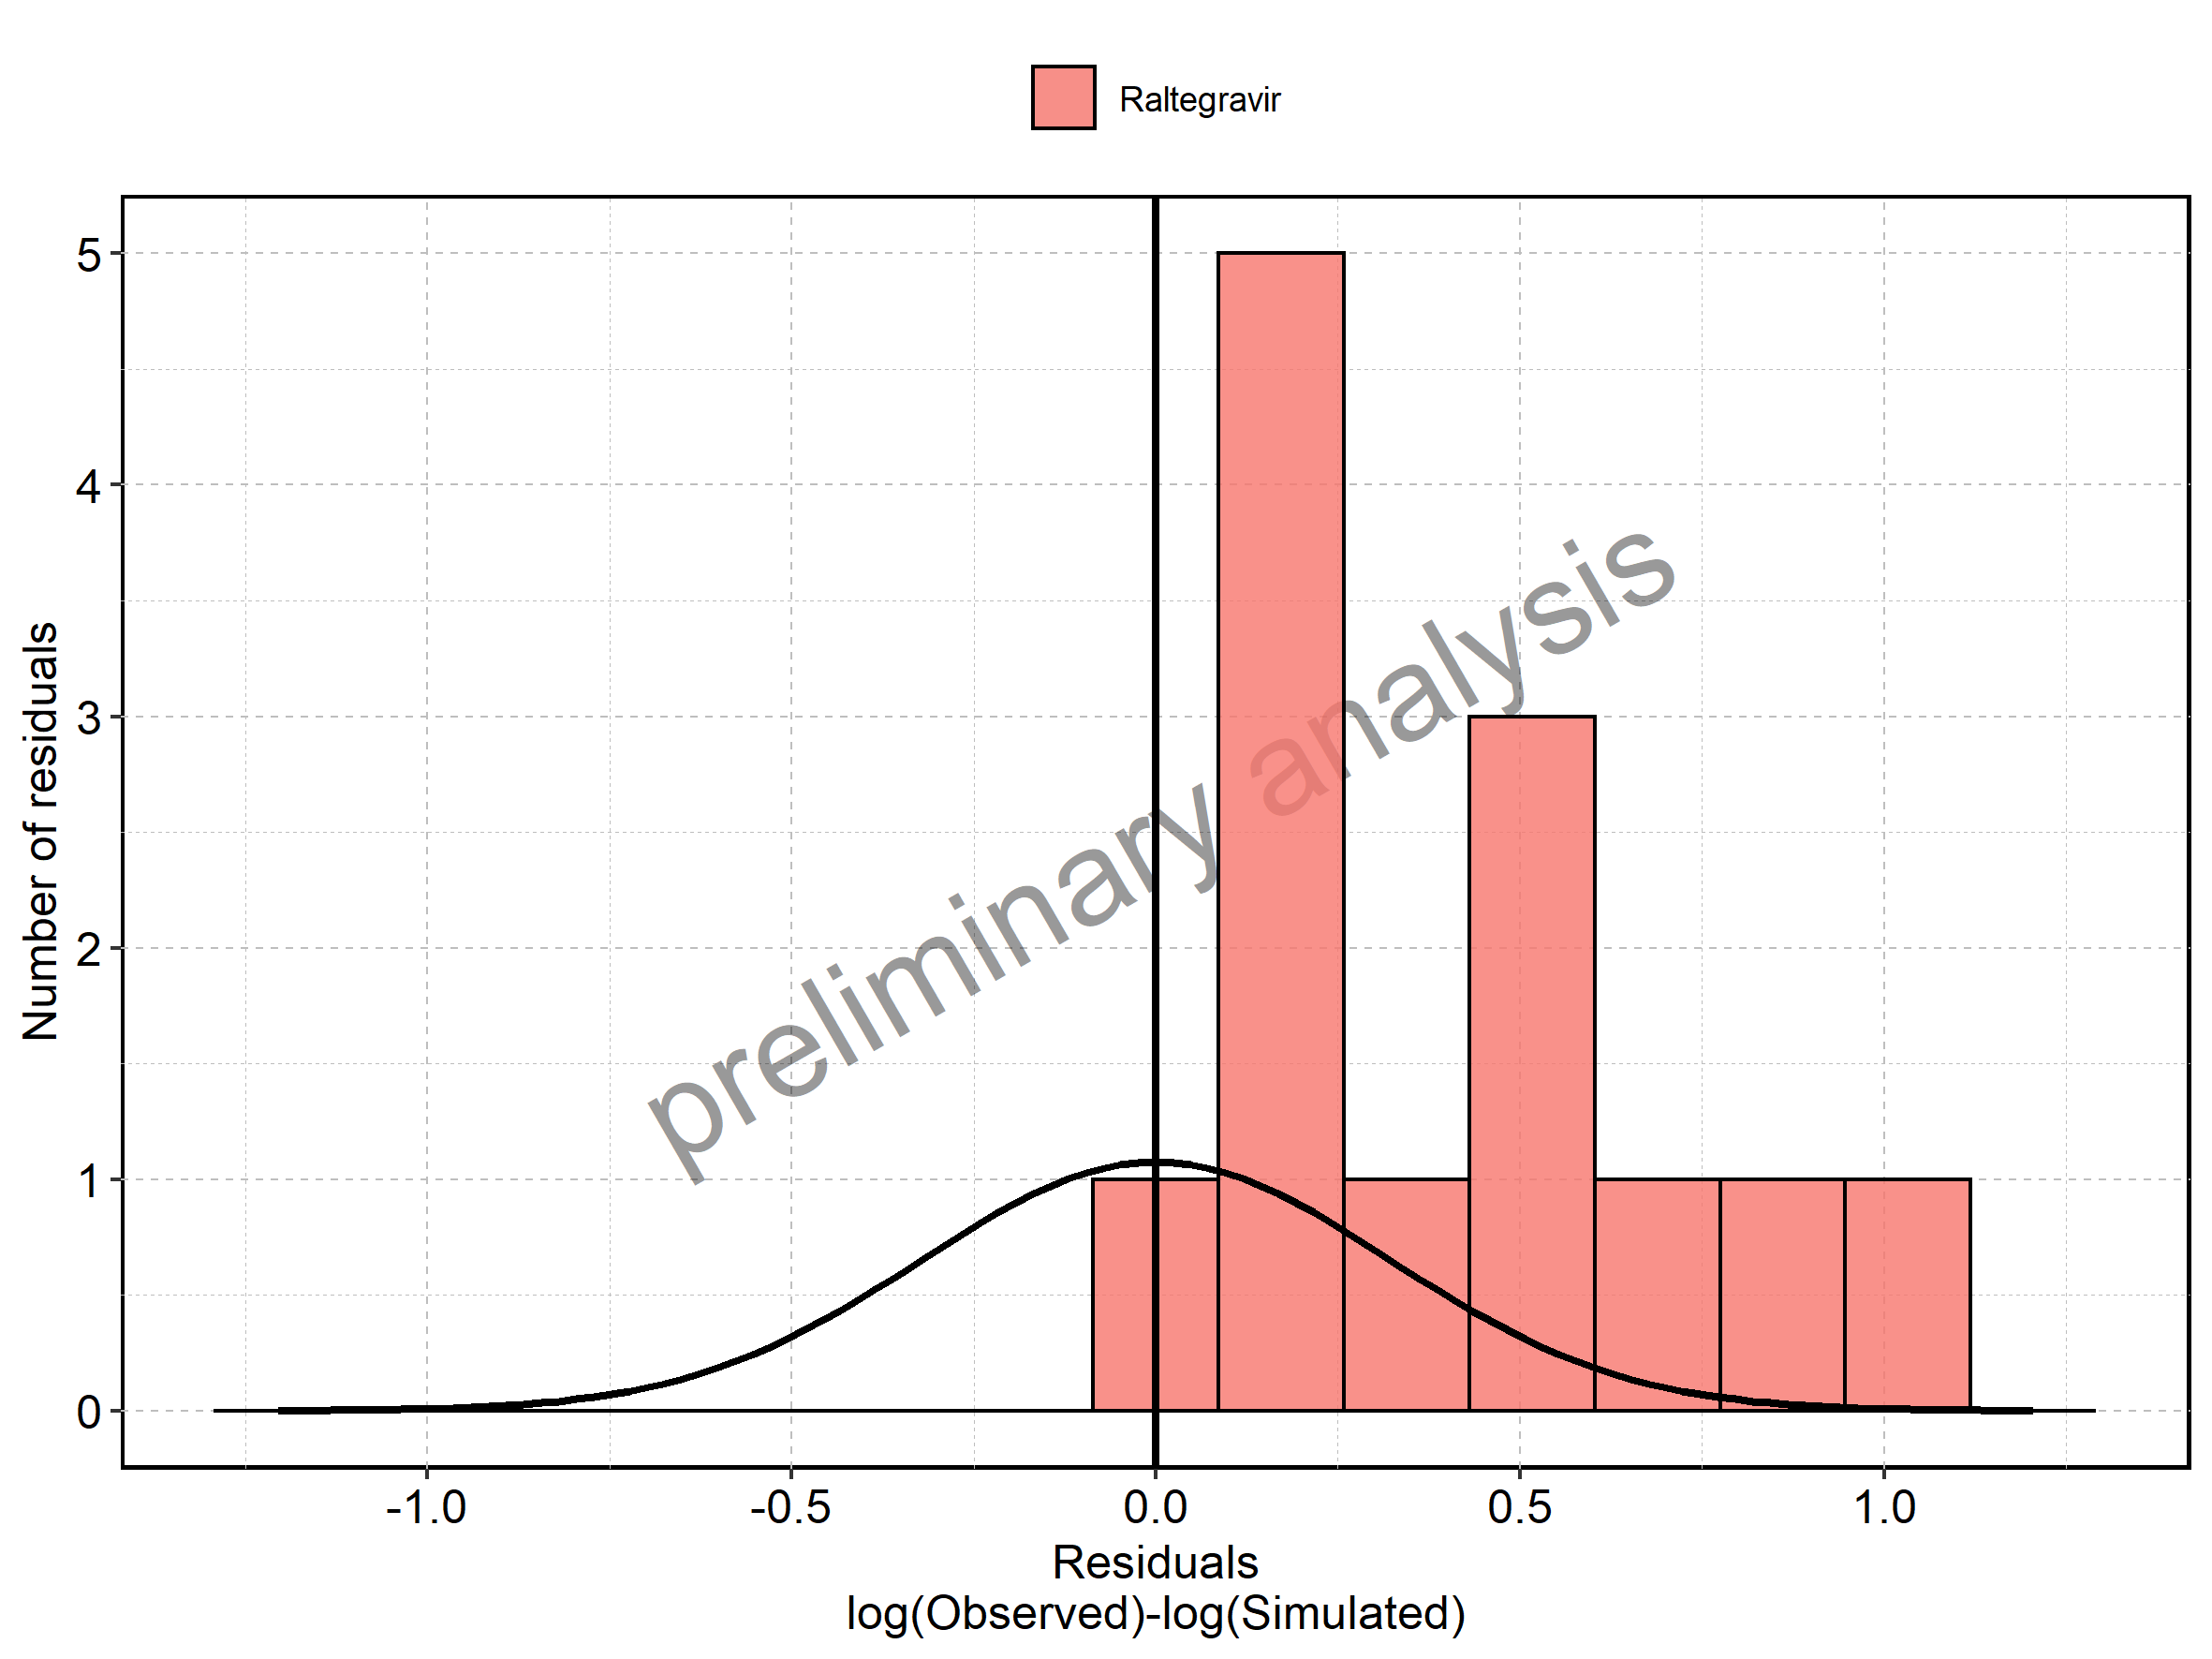 Raltegravir
5
4
3
2
1
0
Number of residuals
preliminary analysis
-1.0 -0.5 0.0 0.5 1.0
Residuals
log(Observed)-log(Simulated)